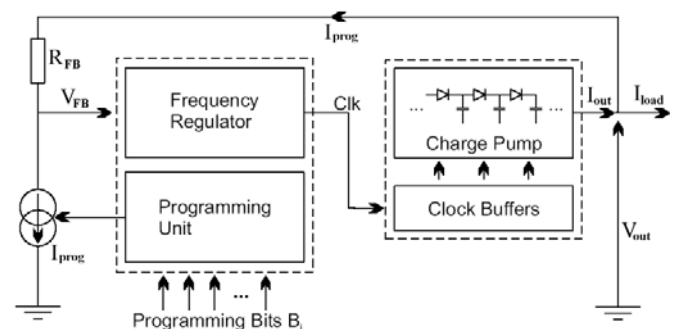 I_prog
R_FB
V_FB
Frequency
Regulator
Clk
... ...
Charge Pump
I_out
I_load
Programming
Unit
Clock Buffers
I_prog
V_out
...
Programming Bits B_i